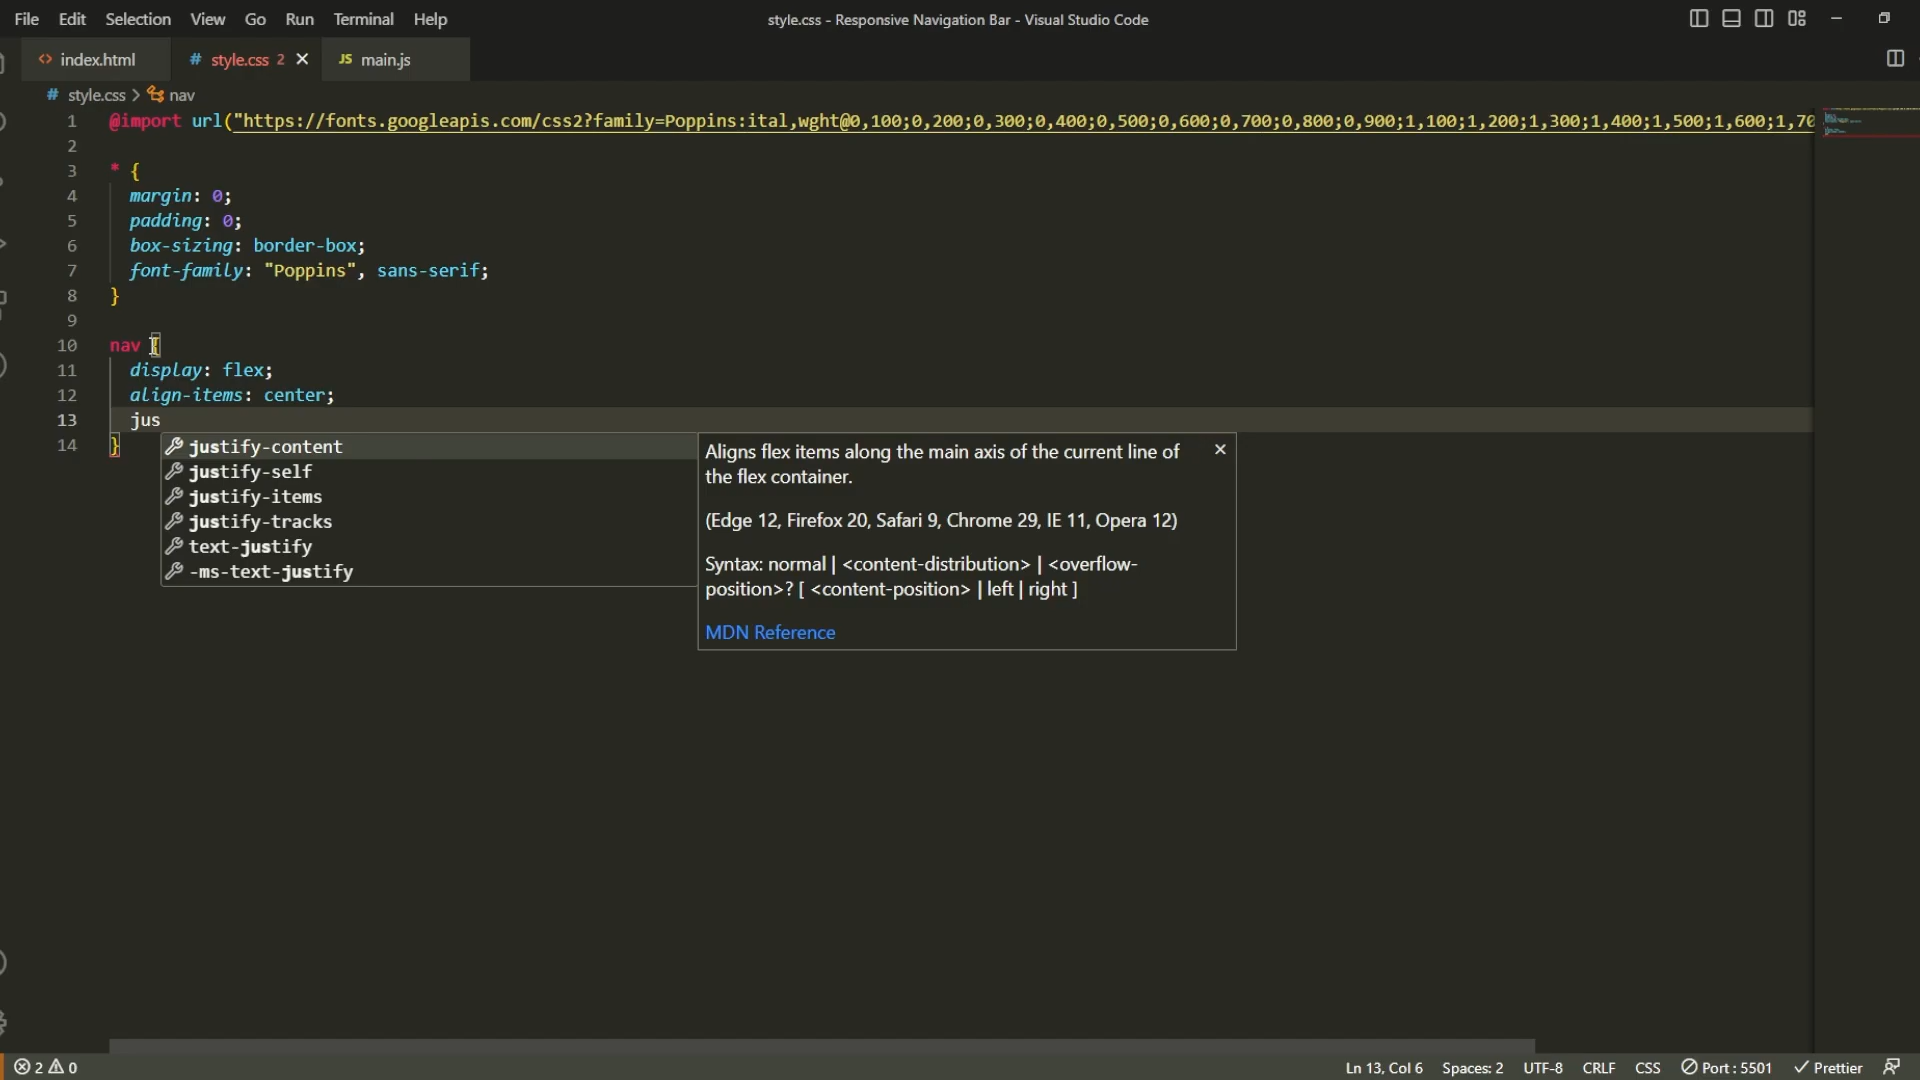 File Edit Selection View Go Run Terminal Help
style.css - Responsive Navigation Bar - Visual Studio Code
<> index.html # style.css 2 JS main.js
# style.css > nav
1 @import url("https://fonts.googleapis.com/css2?family=Poppins:ital,wght@0,100;0,200;0,300;0,400;0,500;0,600;0,700;0,800;0,900;1,100;1,200;1,300;1,400;1,500;1,600;1,70
2
3 * {
4 margin: 0;
5 padding: 0;
6 box-sizing: border-box;
7 font-family: "Poppins", sans-serif;
8 }
9
10 nav {
11 display: flex;
12 align-items: center;
13 jus
14 }
justify-content
justify-self
justify-items
justify-tracks
text-justify
-ms-text-justify
Aligns flex items along the main axis of the current line of
the flex container.
(Edge 12, Firefox 20, Safari 9, Chrome 29, IE 11, Opera 12)
Syntax: normal | <content-distribution> | <overflow-
position>? [ <content-position> | left | right ]
MDN Reference
2 0 Ln 13, Col 6 Spaces: 2 UTF-8 CRLF CSS Port : 5501 Prettier